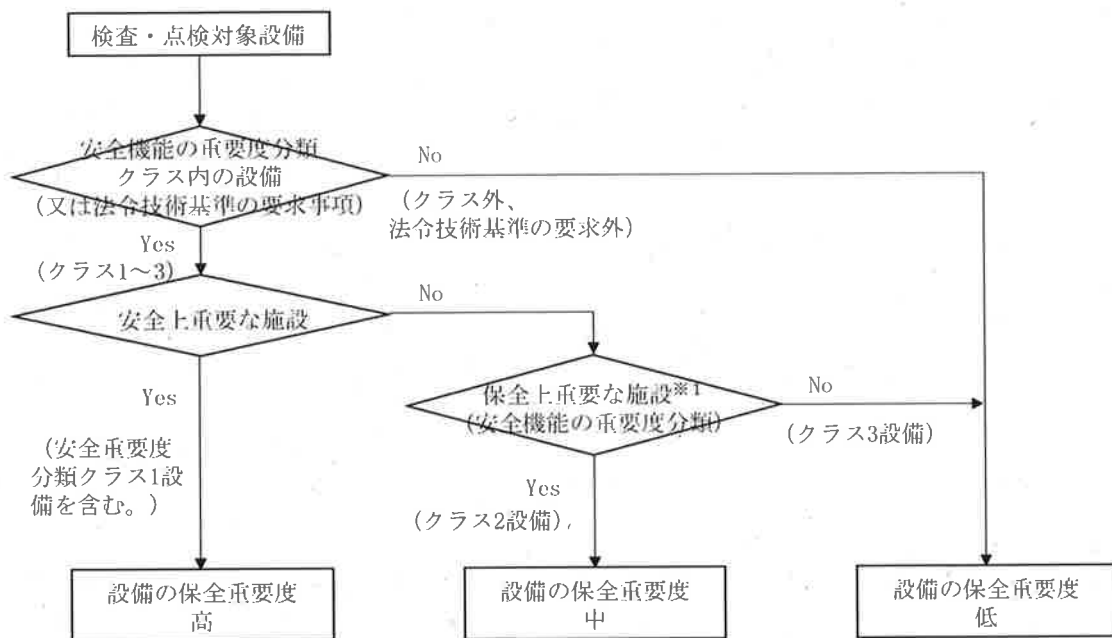 検査・点検対象設備
安全機能の重要度分類
クラス内の設備
(又は法令技術基準の要求事項)
No
(クラス外、
法令技術基準の要求外)
Yes
(クラス1～3)
安全上重要な施設
No
保全上重要な施設※1
(安全機能の重要度分類)
No
(クラス3設備)
Yes
(安全重要度
分類クラス1設
備を含む。)
Yes
(クラス2設備)
設備の保全重要度
高
設備の保全重要度
中
設備の保全重要度
低